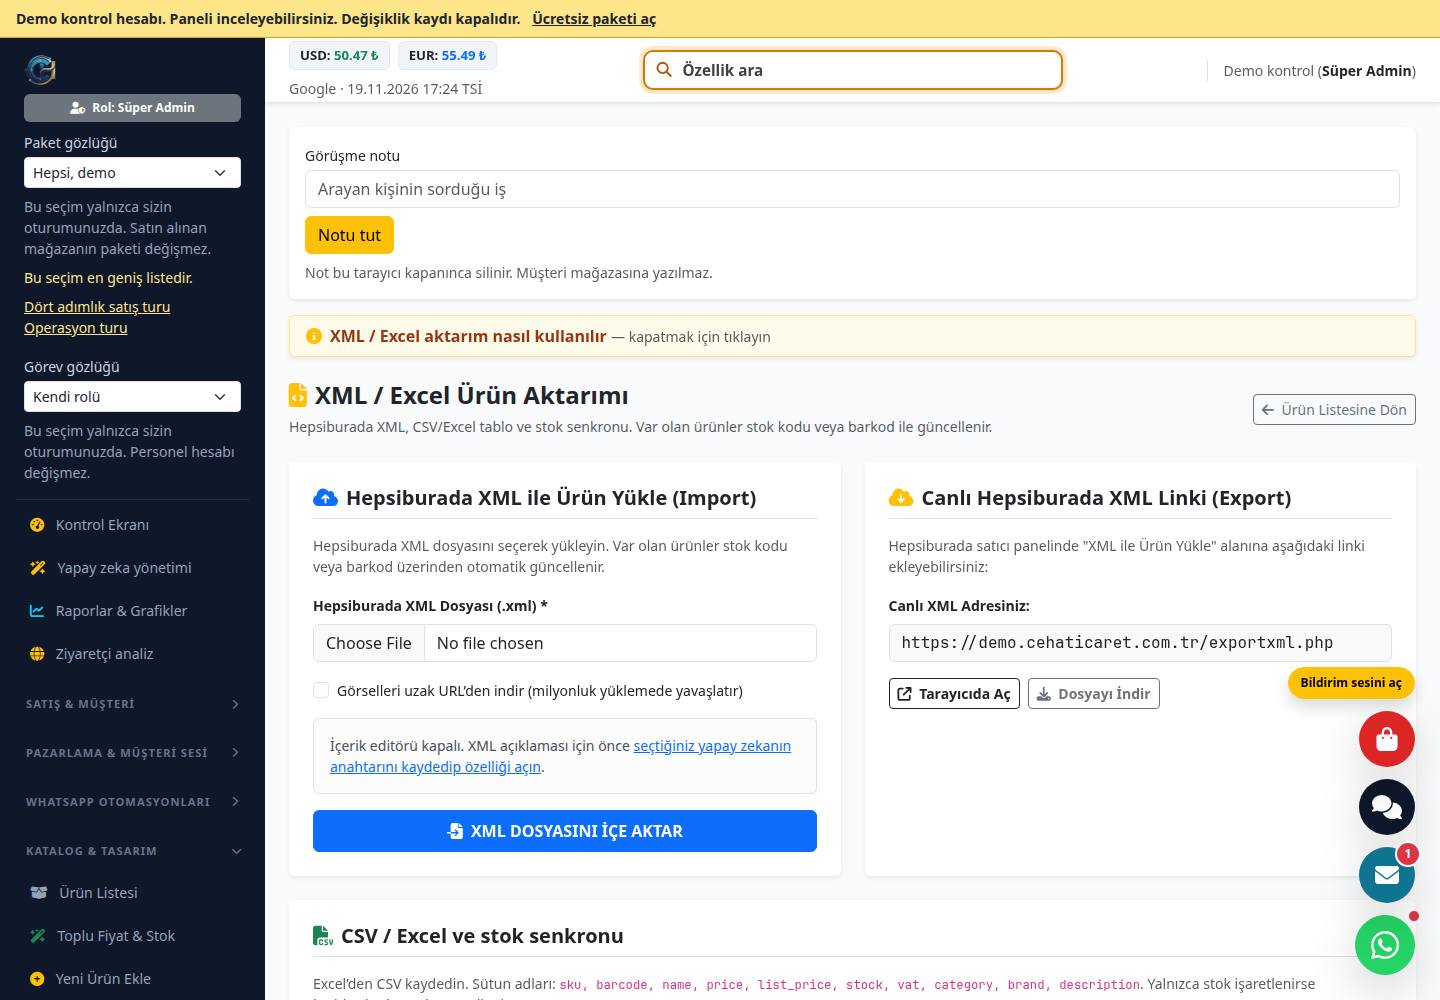 Demo kontrol hesabı. Paneli inceleyebilirsiniz. Değişiklik kaydı kapalıdır. Ücretsiz paketi aç
Rol: Süper Admin
Paket gözlüğü
Hepsi, demo
Bu seçim yalnızca sizin
oturumunuzda. Satın alınan
mağazanın paketi değişmez.
Bu seçim en geniş listedir.
Dört adımlık satış turu
Operasyon turu
Görev gözlüğü
Kendi rolü
Bu seçim yalnızca sizin
oturumunuzda. Personel hesabı
değişmez.
Kontrol Ekranı
Yapay zeka yönetimi
Raporlar & Grafikler
Ziyaretçi analiz
SATIŞ & MÜŞTERİ
PAZARLAMA & MÜŞTERİ SESİ
WHATSAPP OTOMASYONLARI
KATALOG & TASARIM
Ürün Listesi
Toplu Fiyat & Stok
Yeni Ürün Ekle
USD: 50.47 ₺ EUR: 55.49 ₺
Google · 19.11.2026 17:24 TSİ
Özellik ara
Demo kontrol (Süper Admin)
Görüşme notu
Arayan kişinin sorduğu iş
Notu tut
Not bu tarayıcı kapanınca silinir. Müşteri mağazasına yazılmaz.
XML / Excel aktarım nasıl kullanılır — kapatmak için tıklayın
XML / Excel Ürün Aktarımı
Hepsiburada XML, CSV/Excel tablo ve stok senkronu. Var olan ürünler stok kodu veya barkod ile güncellenir.
Ürün Listesine Dön
Hepsiburada XML ile Ürün Yükle (Import)
Hepsiburada XML dosyasını seçerek yükleyin. Var olan ürünler stok kodu
veya barkod üzerinden otomatik güncellenir.
Hepsiburada XML Dosyası (.xml) *
Choose File No file chosen
Görselleri uzak URL'den indir (milyonluk yüklemede yavaşlatır)
İçerik editörü kapalı. XML açıklaması için önce seçtiğiniz yapay zekanın
anahtarını kaydedip özelliği açın.
XML DOSYASINI İÇE AKTAR
Canlı Hepsiburada XML Linki (Export)
Hepsiburada satıcı panelinde "XML ile Ürün Yükle" alanına aşağıdaki linki
ekleyebilirsiniz:
Canlı XML Adresiniz:
https://demo.cehaticaret.com.tr/exportxml.php
Tarayıcıda Aç Dosyayı İndir
Bildirim sesini aç
1
CSV / Excel ve stok senkronu
CSV
Excel'den CSV kaydedin. Sütun adları: sku, barcode, name, price, list_price, stock, vat, category, brand, description. Yalnızca stok işaretlenirse